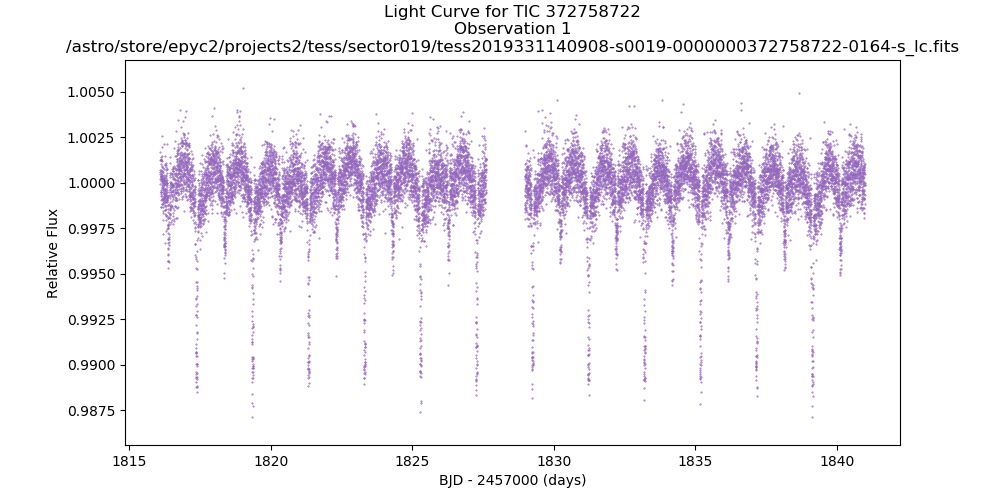 Light Curve for TIC 372758722
Observation 1
/astro/store/epyc2/projects2/tess/sector019/tess2019331140908-s0019-0000000372758722-0164-s_lc.fits
1.0050
1.0025
1.0000
0.9975
0.9950
0.9925
0.9900
0.9875
Relative Flux
1815
1820
1825
1830
1835
1840
BJD - 2457000 (days)